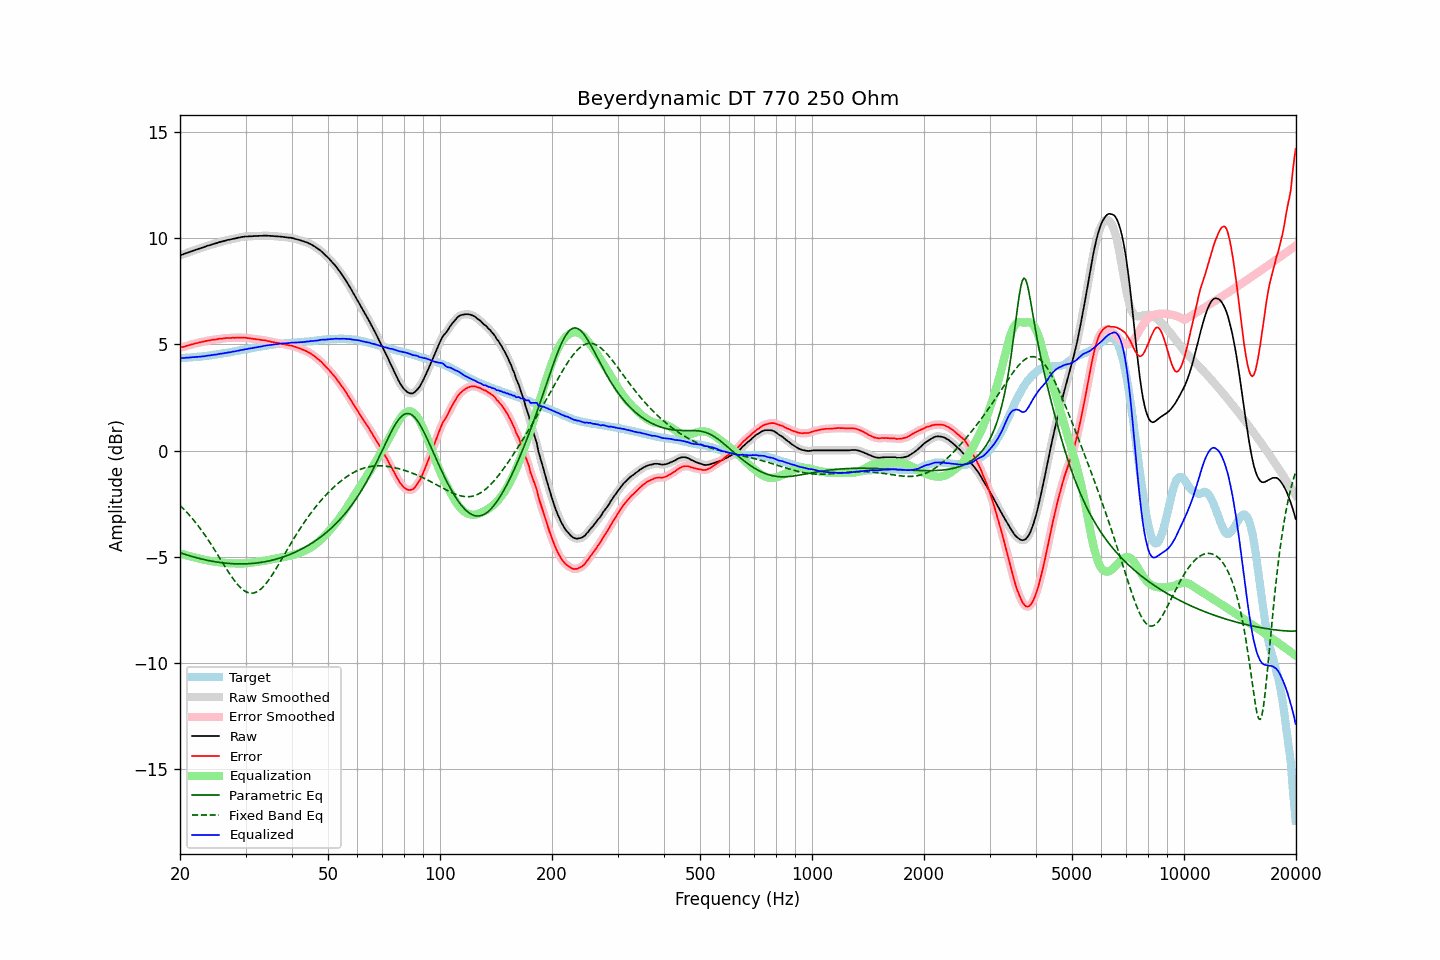 Beyerdynamic DT 770 250 Ohm
Amplitude (dBr)
15
10
5
0
−5
−10
−15
Target
Raw Smoothed
Error Smoothed
Raw
Error
Equalization
Parametric Eq
Fixed Band Eq
Equalized
20 50 100 200 500 1000 2000 5000 10000 20000
Frequency (Hz)